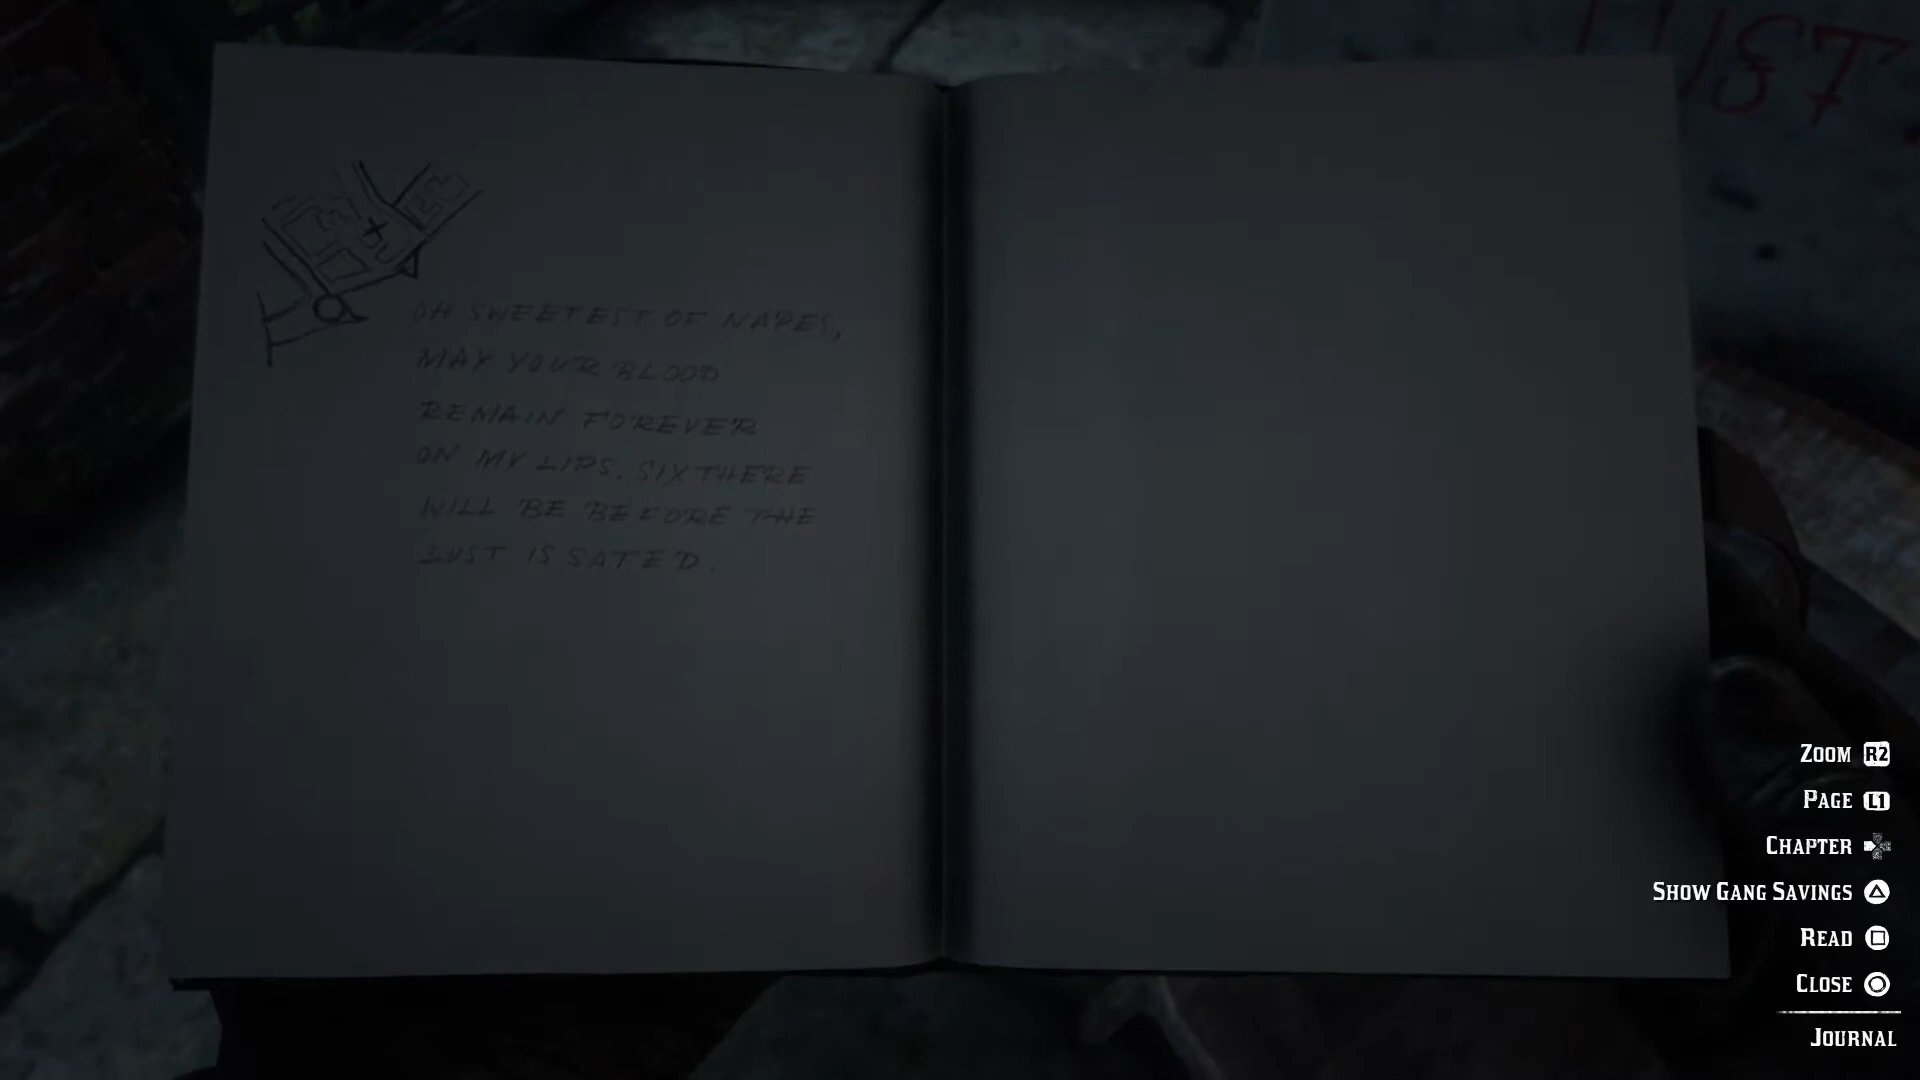 LUST
OH SWEETEST OF NAPES,
MAY YOUR BLOOD
REMAIN FOREVER
ON MY LIPS. SIX THERE
WILL BE BEFORE THE
LUST IS SATED.
ZOOM R2
PAGE L1
CHAPTER
SHOW GANG SAVINGS
READ
CLOSE
JOURNAL